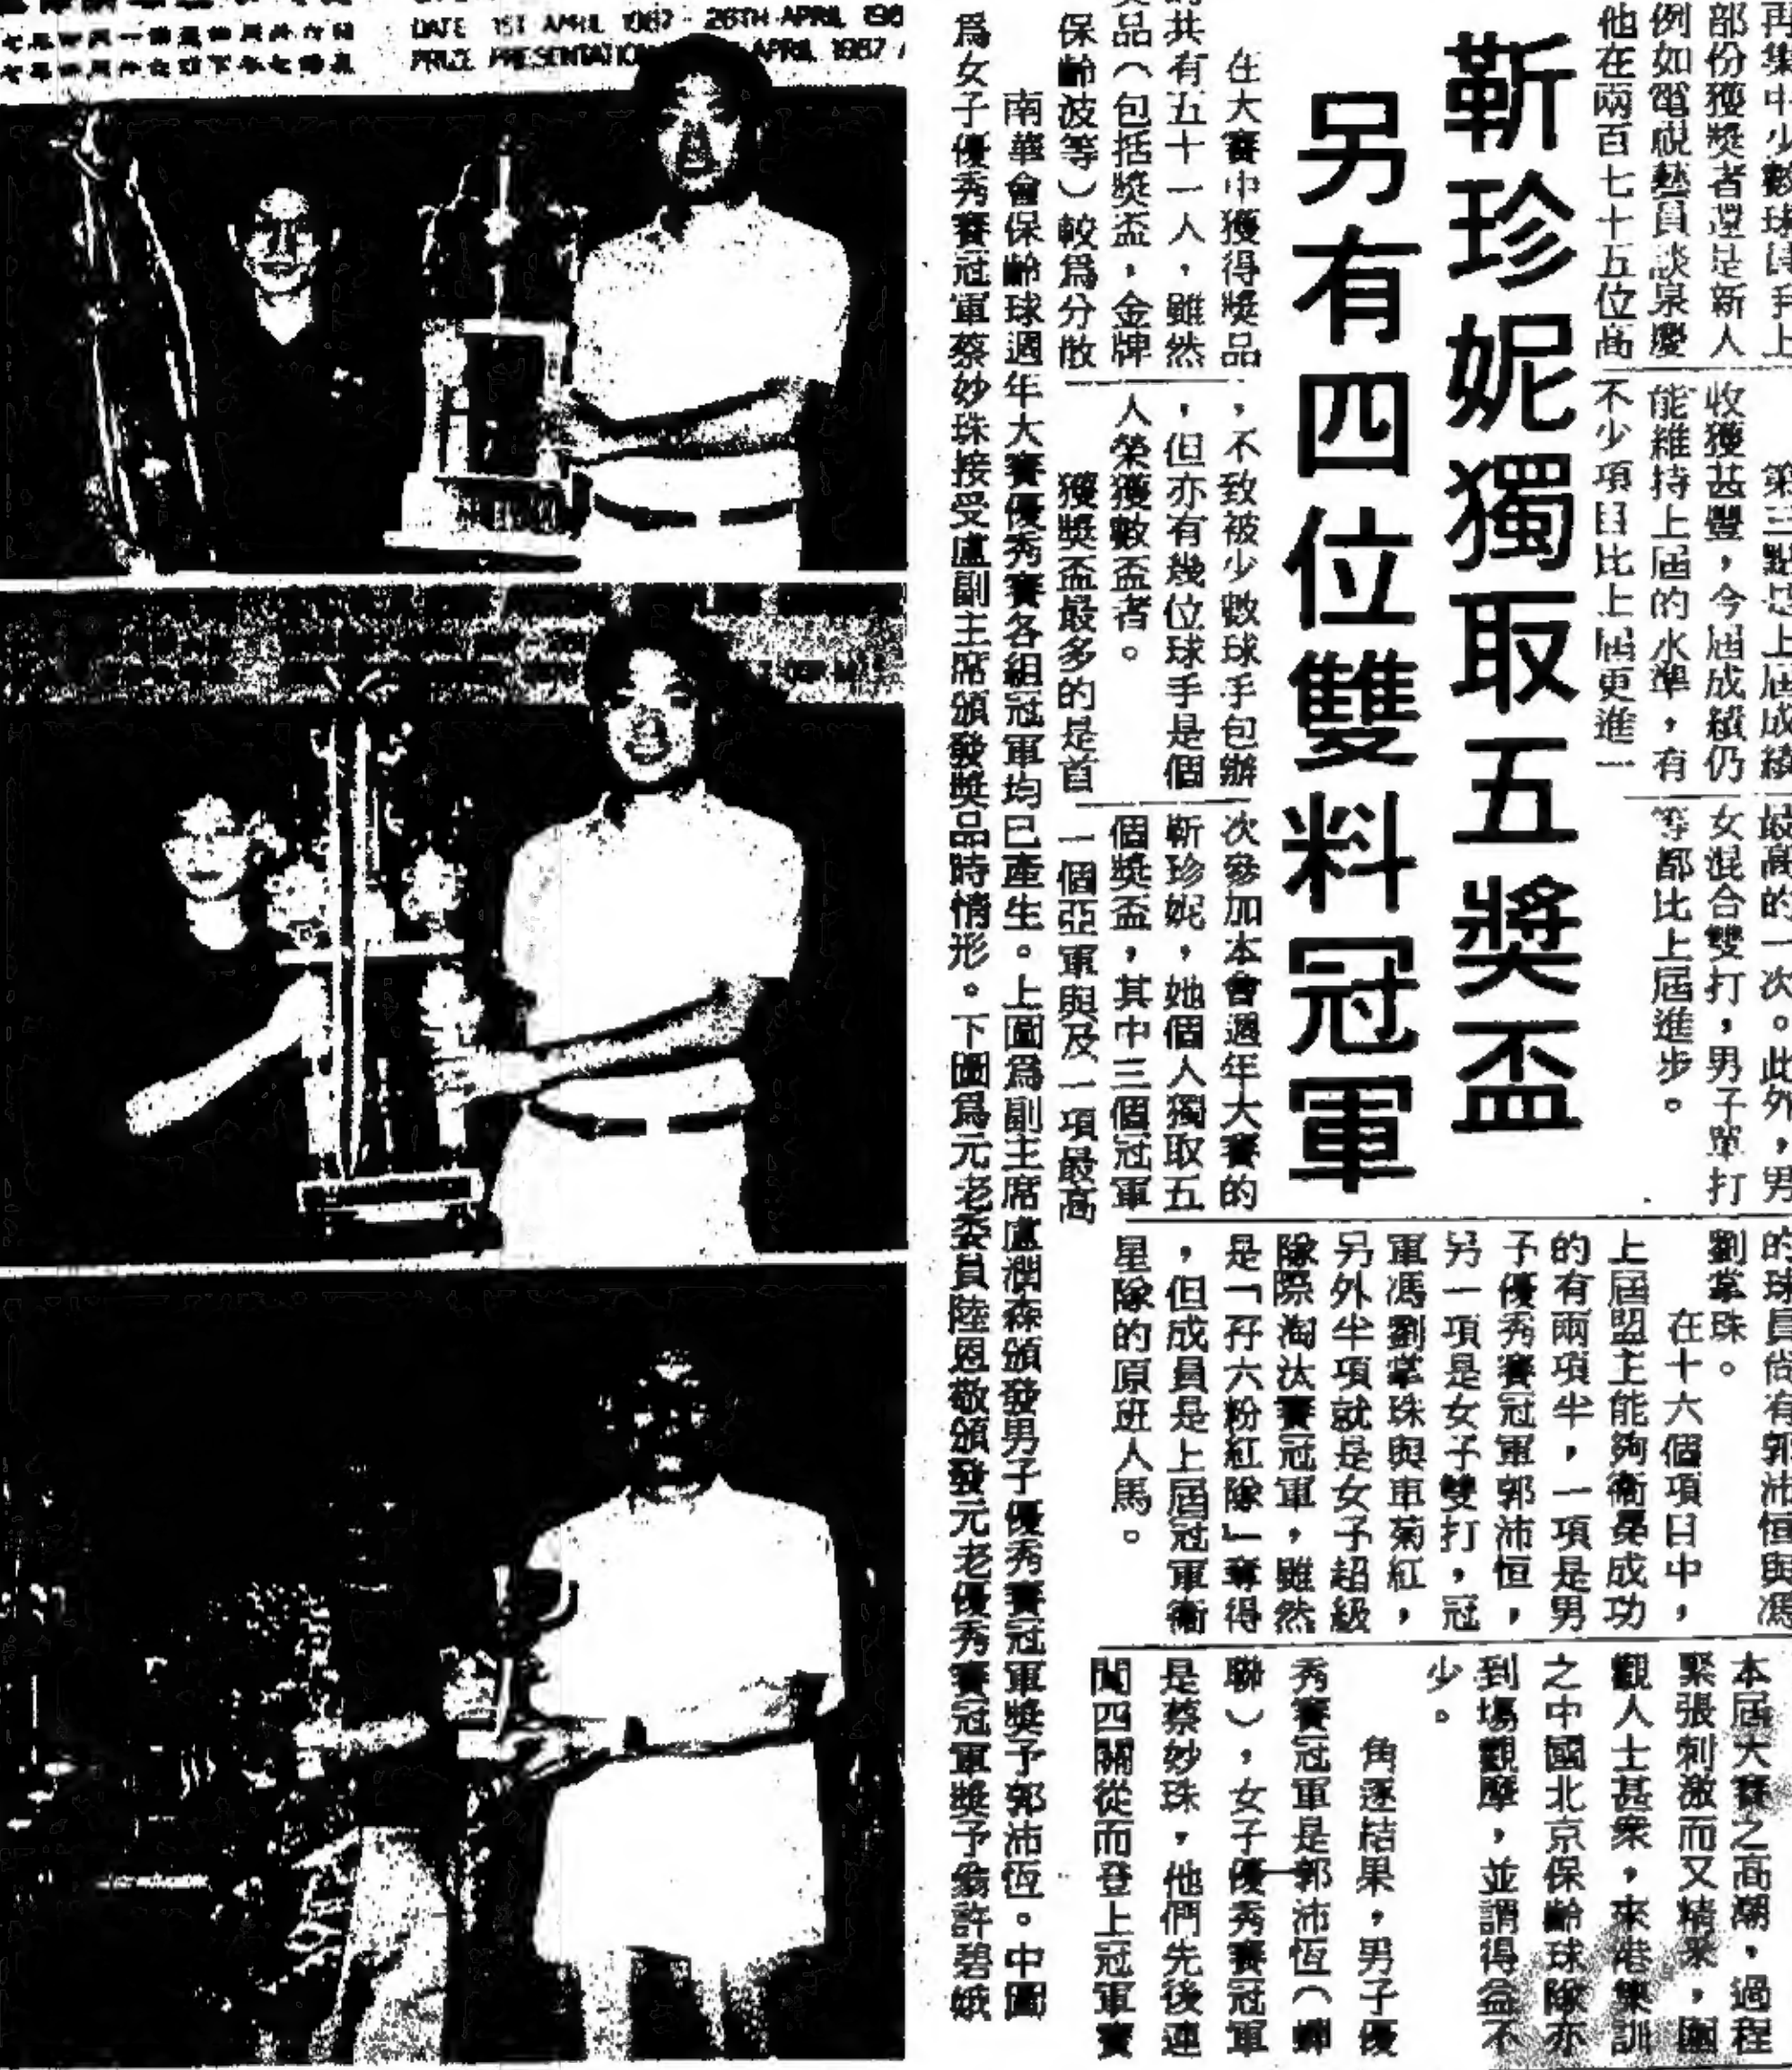 DATE 1ST APRIL 1987 - 26TH APRIL 198
PRIZE PRESENTATION APRIL 1987
部份獲獎者還是新人
例如電視藝員談泉慶
他在兩百七十五位高
第三點是上屆成績
收獲甚豐，今屆成績仍
能維持上屆的水準，有
不少項目比上屆更進一
最高的一次。此外，男
女混合雙打，男子單打
等都比上屆進步。
靳珍妮獨取五獎盃
另有四位雙料冠軍
在大賽中獲得獎品
的共有五十一人，雖然
獎品（包括獎盃，金牌
保齡波等）較爲分散
，不致被少數球手包辦
，但亦有幾位球手是個
人榮獲數盃者。
獲獎盃最多的是首
次參加本會週年大賽的
靳珍妮，她個人獨取五
個獎盃，其中三個冠軍
一個亞軍與及一項最高
的球員尚有郭沛恒與馮
劉掌珠。
在十六個項目中，
上屆盟主能夠衞冕成功
的有兩項半，一項是男
子優秀賽冠軍郭沛恒，
另一項是女子雙打，冠
軍馮劉掌珠與車菊紅，
另外半項就是女子超級
隊際淘汰賽冠軍，雖然
是「孖六粉紅隊」奪得
，但成員是上屆冠軍衞
星隊的原班人馬。
本屆大賽之高潮，過程
緊張刺激而又精采，圍
觀人士甚衆，來港集訓
之中國北京保齡球隊亦
到場觀摩，並謂得益不
少。
角逐結果，男子優
秀賽冠軍是郭沛恆（蟬
聯），女子優秀賽冠軍
是蔡妙珠，他們先後連
闖四關從而登上冠軍寶
南華會保齡球週年大賽優秀賽各組冠軍均已產生。上圖爲副主席盧潤森頒發男子優秀賽冠軍獎予郭沛恆。中圖
爲女子優秀賽冠軍蔡妙珠接受盧副主席頒發獎品時情形。下圖爲元老委員陸恩敬頒發元老優秀賽冠軍獎予翁許碧娥